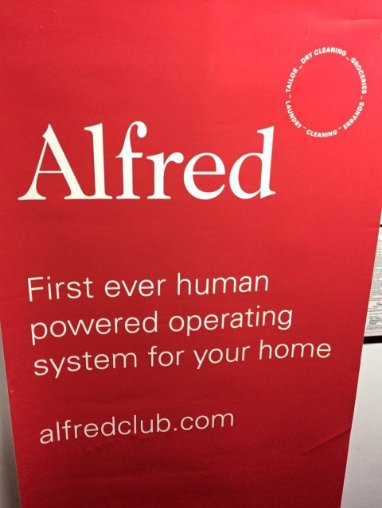 TAILOR _ DRY CLEANING _ GROCERIES _ ERRANDS _ CLEANING _ LAUNDRY _
Alfred
First ever human
powered operating
system for your home
alfredclub.com